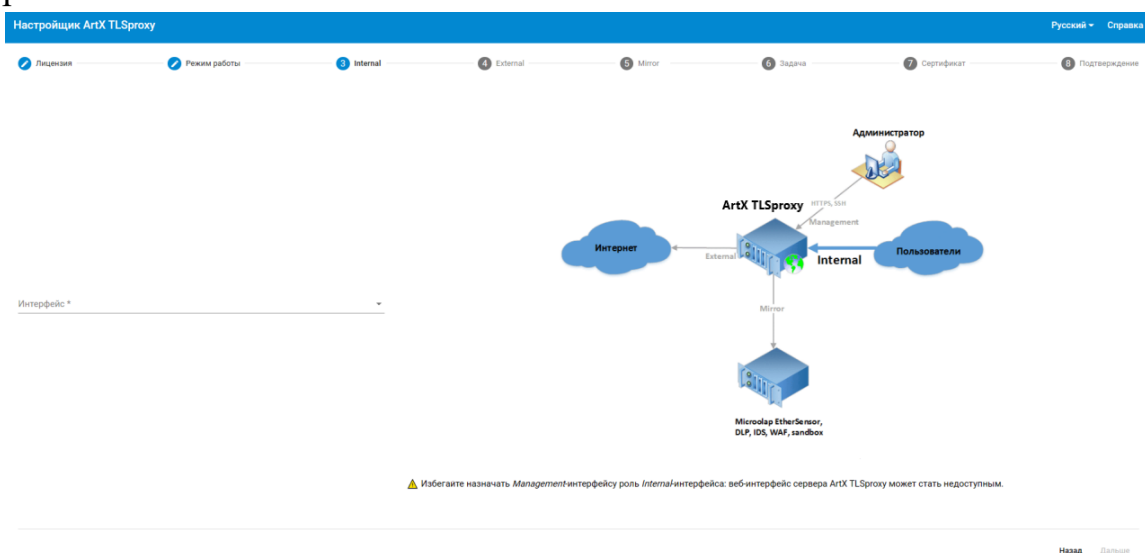 Настройщик ArtX TLSproxy
Русский Справка
Лицензия Режим работы 3 Internal 4 External 5 Mirror 6 Задача 7 Сертификат 8 Подтверждение
Администратор
ArtX TLSproxy
HTTPS, SSH
Management
Интернет
External
Internal
Пользователи
Интерфейс *
Mirror
Microolap EtherSensor,
DLP, IDS, WAF, sandbox
Избегайте назначать Management-интерфейсу роль Internal-интерфейса: веб-интерфейс сервера ArtX TLSproxy может стать недоступным.
Назад Дальше